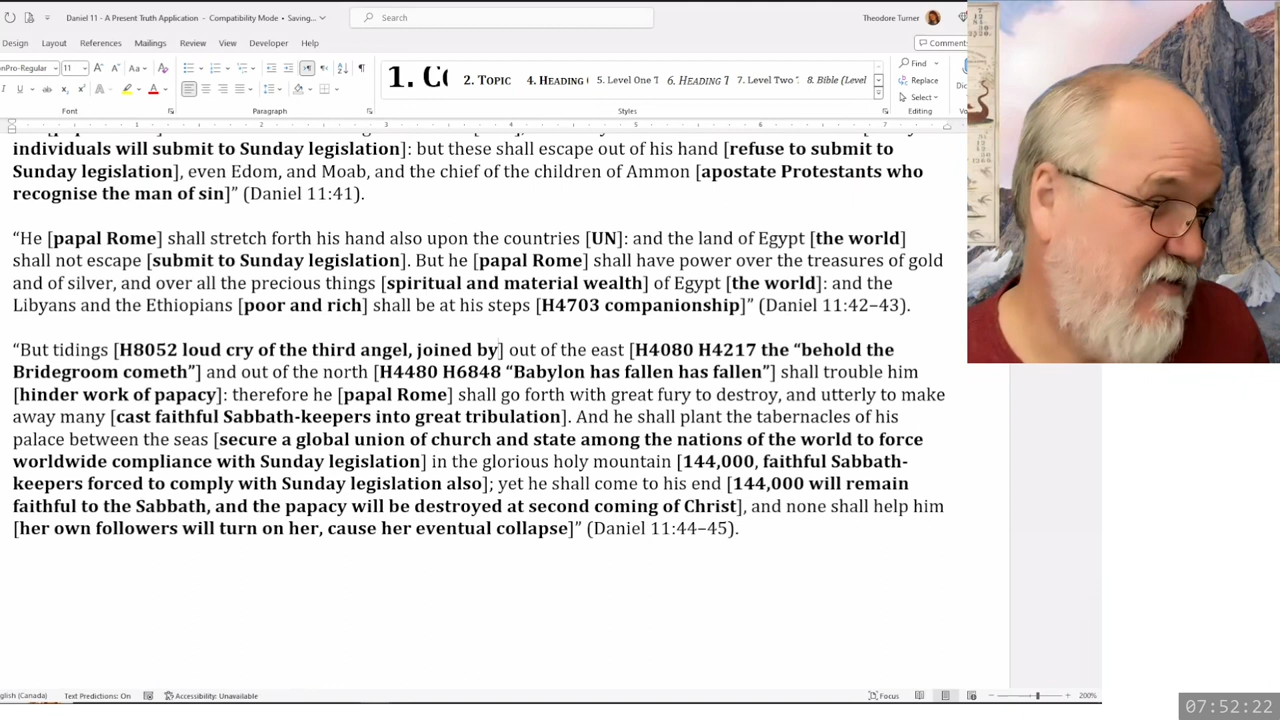 Daniel 11 - A Present Truth Application - Compatibility Mode • Saving...
Search
Theodore Turner
Design Layout References Mailings Review View Developer Help
Comment
nPro-Regular 11
Find
Replace
Select
1. C
2. Topic
4. Heading
5. Level One
6. Heading
7. Level Two
8. Bible (Level
Font
Paragraph
Styles
Editing
1 2 3 4 5 6 7
individuals will submit to Sunday legislation]: but these shall escape out of his hand [refuse to submit to
Sunday legislation], even Edom, and Moab, and the chief of the children of Ammon [apostate Protestants who
recognise the man of sin]” (Daniel 11:41).
“He [papal Rome] shall stretch forth his hand also upon the countries [UN]: and the land of Egypt [the world]
shall not escape [submit to Sunday legislation]. But he [papal Rome] shall have power over the treasures of gold
and of silver, and over all the precious things [spiritual and material wealth] of Egypt [the world]: and the
Libyans and the Ethiopians [poor and rich] shall be at his steps [H4703 companionship]” (Daniel 11:42–43).
“But tidings [H8052 loud cry of the third angel, joined by] out of the east [H4080 H4217 the “behold the
Bridegroom cometh”] and out of the north [H4480 H6848 “Babylon has fallen has fallen”] shall trouble him
[hinder work of papacy]: therefore he [papal Rome] shall go forth with great fury to destroy, and utterly to make
away many [cast faithful Sabbath-keepers into great tribulation]. And he shall plant the tabernacles of his
palace between the seas [secure a global union of church and state among the nations of the world to force
worldwide compliance with Sunday legislation] in the glorious holy mountain [144,000, faithful Sabbath-
keepers forced to comply with Sunday legislation also]; yet he shall come to his end [144,000 will remain
faithful to the Sabbath, and the papacy will be destroyed at second coming of Christ], and none shall help him
[her own followers will turn on her, cause her eventual collapse]” (Daniel 11:44–45).
glish (Canada) Text Predictions: On Accessibility: Unavailable
Focus
200%
07:52:22